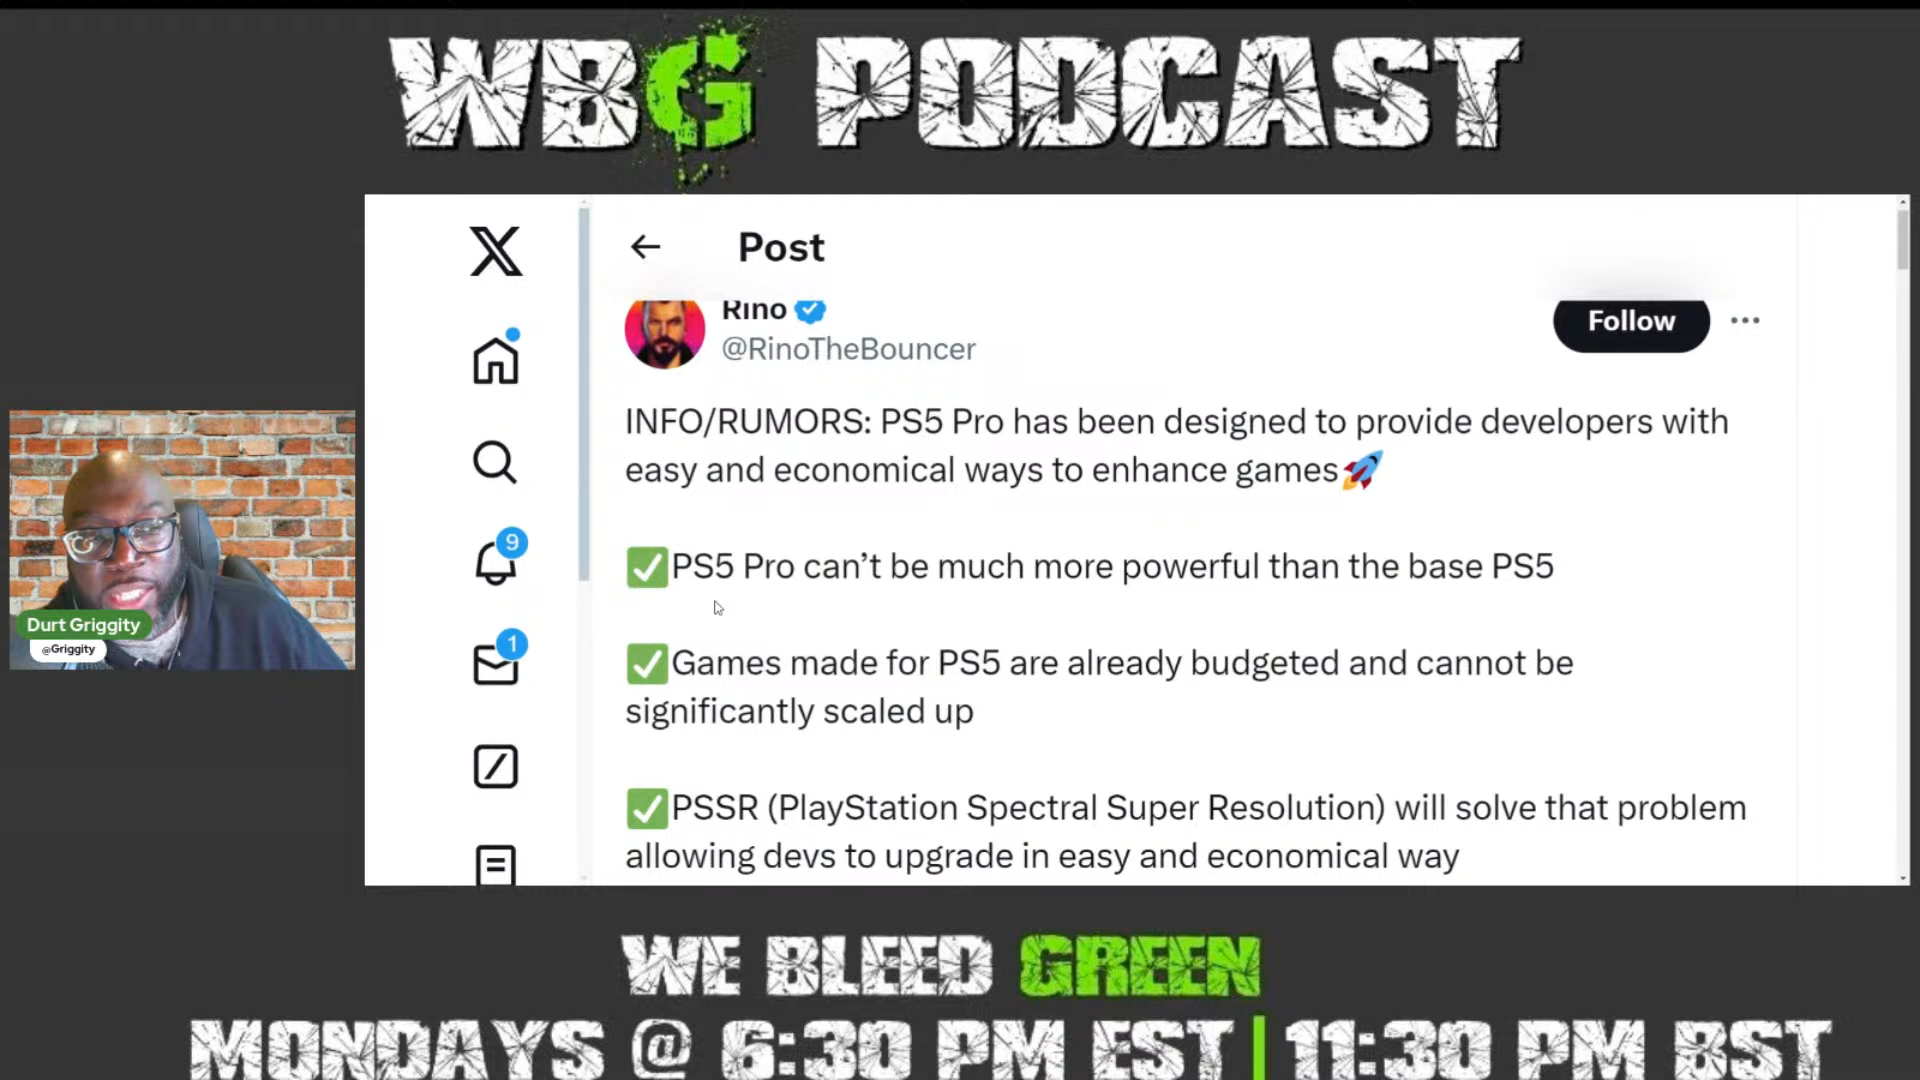 WBG PODCAST
Post
Rino
@RinoTheBouncer
Follow
INFO/RUMORS: PS5 Pro has been designed to provide developers with
easy and economical ways to enhance games🚀
✅PS5 Pro can’t be much more powerful than the base PS5
✅Games made for PS5 are already budgeted and cannot be
significantly scaled up
✅PSSR (PlayStation Spectral Super Resolution) will solve that problem
allowing devs to upgrade in easy and economical way
9
1
Durt Griggity
@Griggity
WE BLEED GREEN
MONDAYS @ 6:30 PM EST|11:30 PM BST